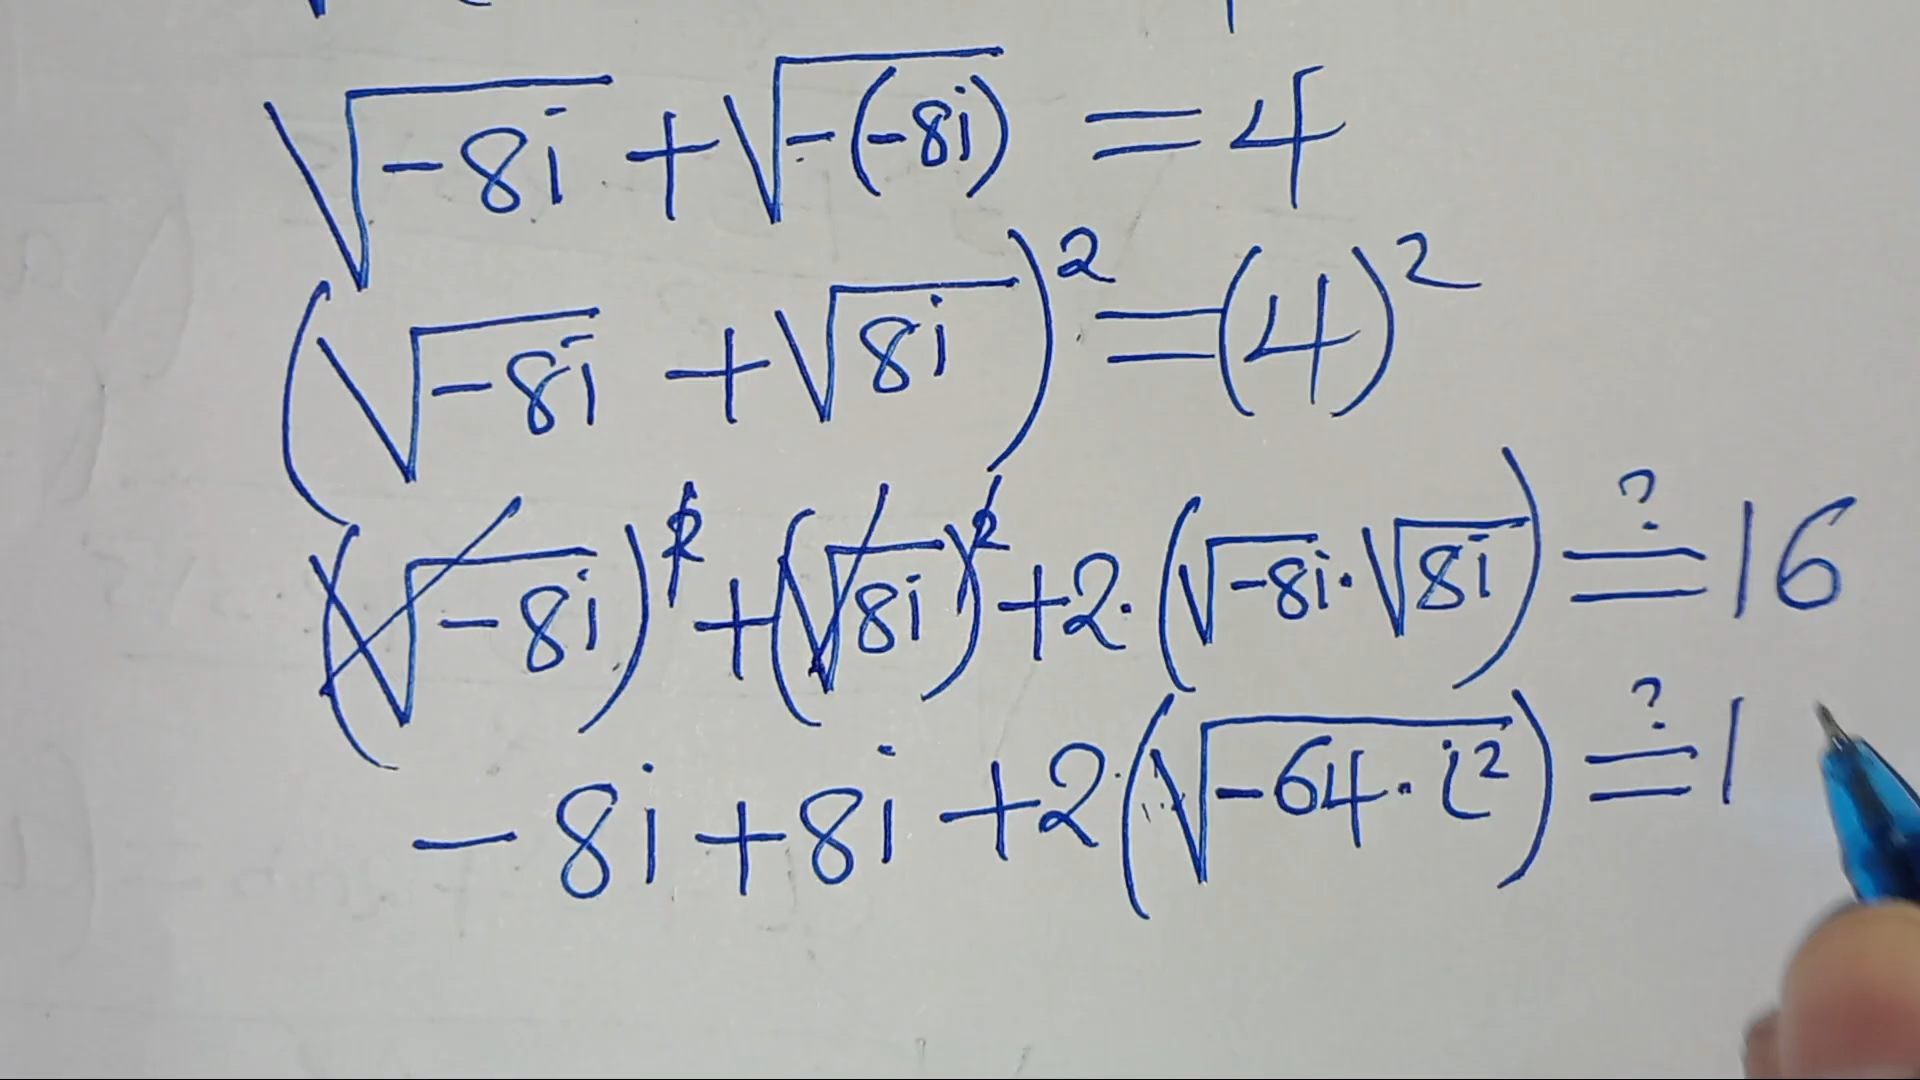 √-8i + √-(-8i) = 4
(√-8i + √8i)² = (4)²
(√-8i)² + (√8i)² + 2·(√-8i · √8i) ≟ 16
-8i + 8i + 2·(√-64·i²) ≟ 1